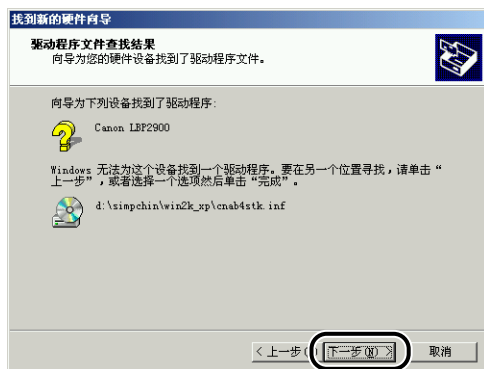 找到新的硬件向导
驱动程序文件查找结果
向导为您的硬件设备找到了驱动程序文件。
向导为下列设备找到了驱动程序:
Canon LBP2900
Windows 无法为这个设备找到一个驱动程序。要在另一个位置寻找，请单击“
上一步”，或者选择一个选项然后单击“完成”。
d:\simpchin\win2k_xp\cnab4stk.inf
< 上一步( 下一步(N) > 取消